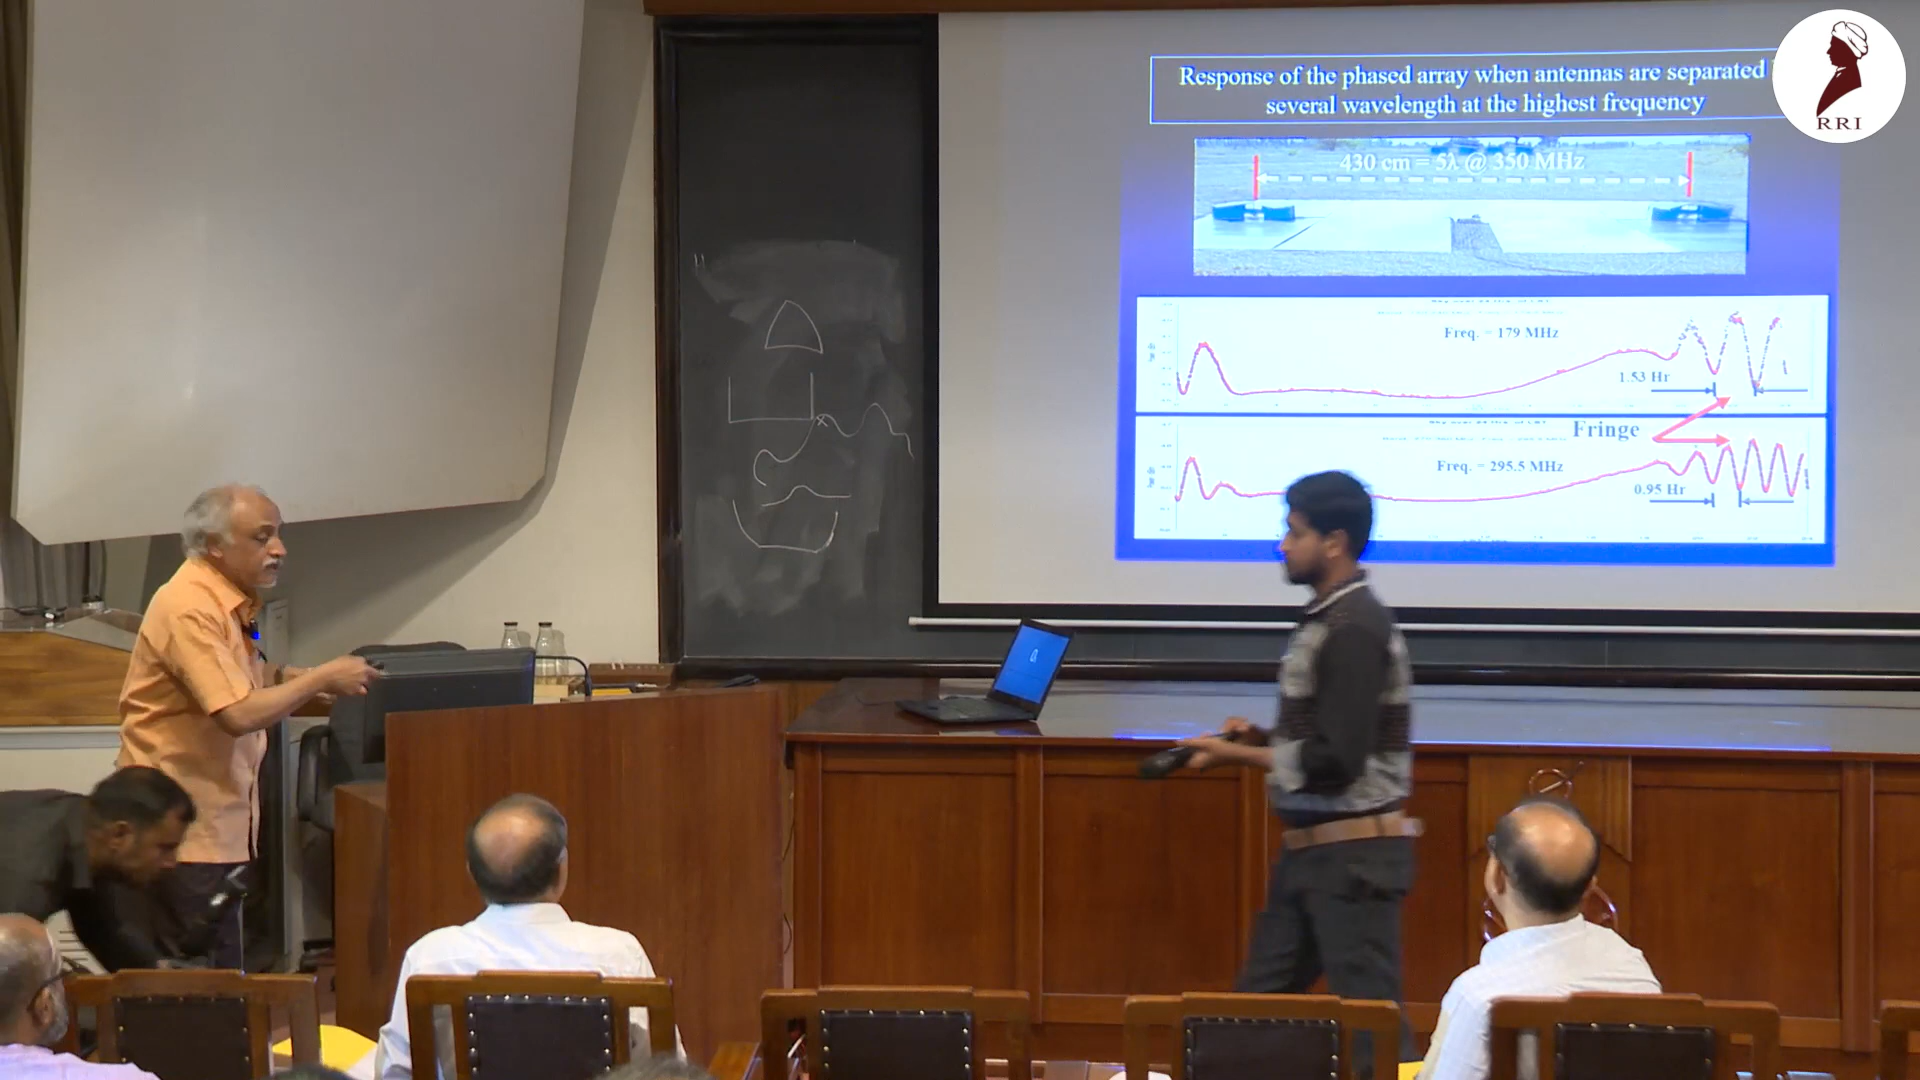 Response of the phased array when antennas are separated
several wavelength at the highest frequency
RRI
430 cm = 5λ @ 350 MHz
Freq. = 179 MHz
1.53 Hr
Fringe
Freq. = 295.5 MHz
0.95 Hr